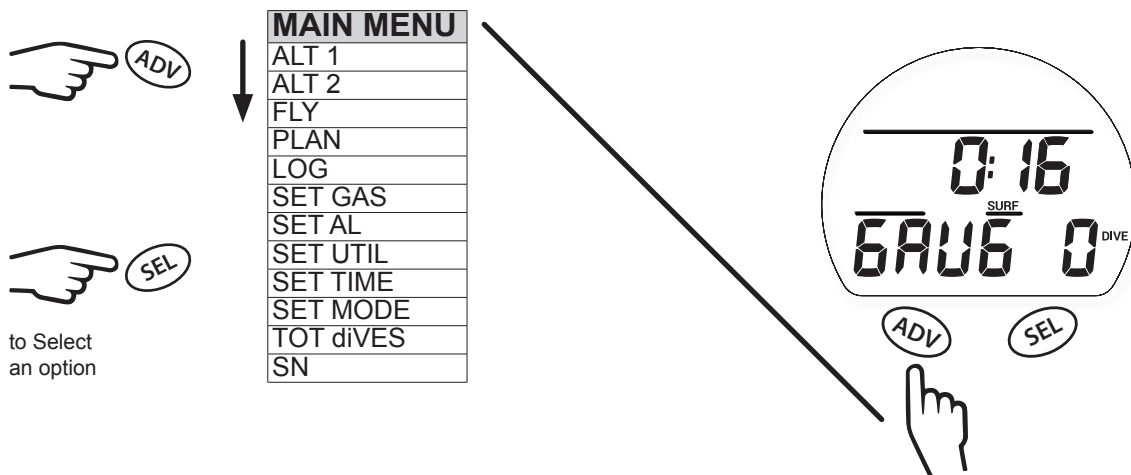 ADV
to Select
an option
SEL
MAIN MENU
ALT 1
ALT 2
FLY
PLAN
LOG
SET GAS
SET AL
SET UTIL
SET TIME
SET MODE
TOT diVES
SN
0:16
SURF
GAUG 0 DIVE
ADV SEL